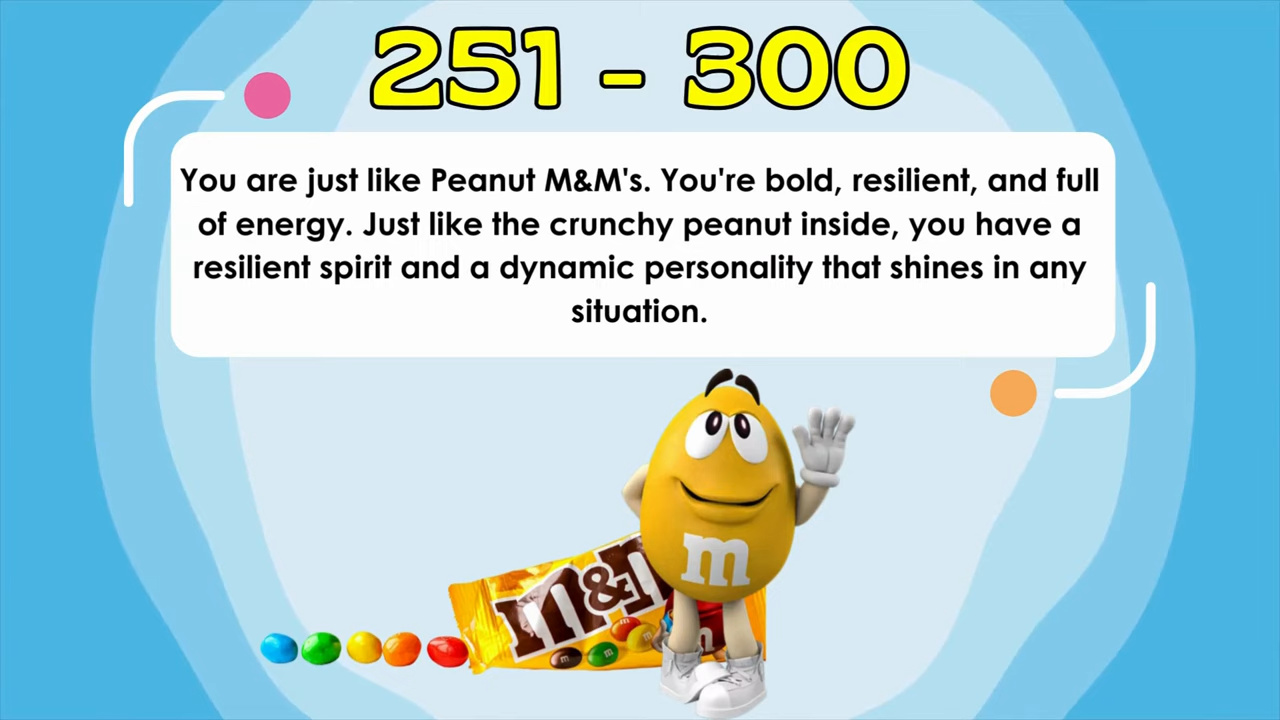 251 - 300
You are just like Peanut M&M's. You're bold, resilient, and full
of energy. Just like the crunchy peanut inside, you have a
resilient spirit and a dynamic personality that shines in any
situation.
m
m&m
m
m
m